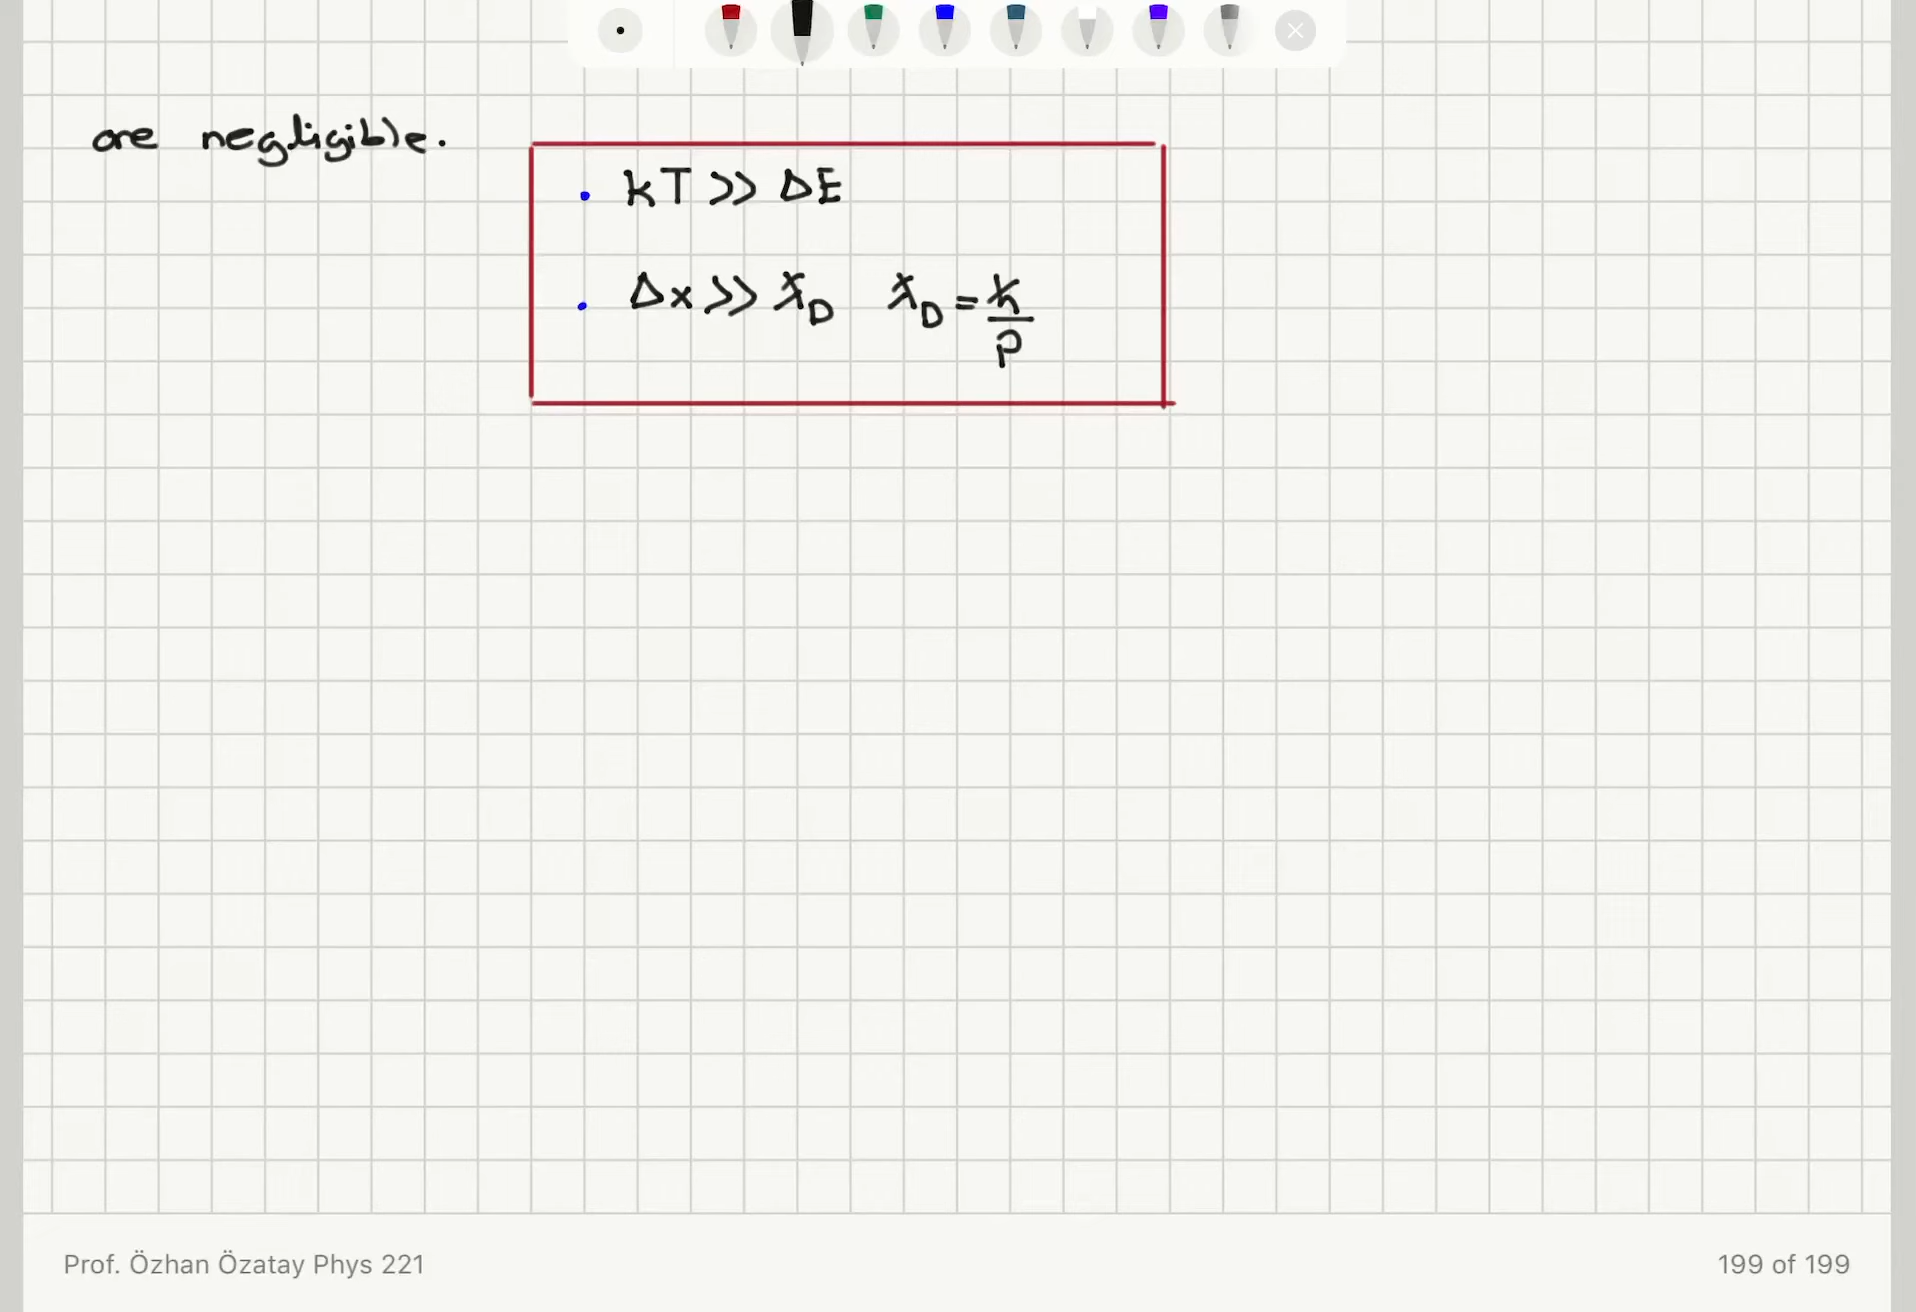 are negligible.
• kT >> ΔE
• Δx >> ƛ_D ƛ_D = ħ/p
Prof. Özhan Özatay Phys 221
199 of 199